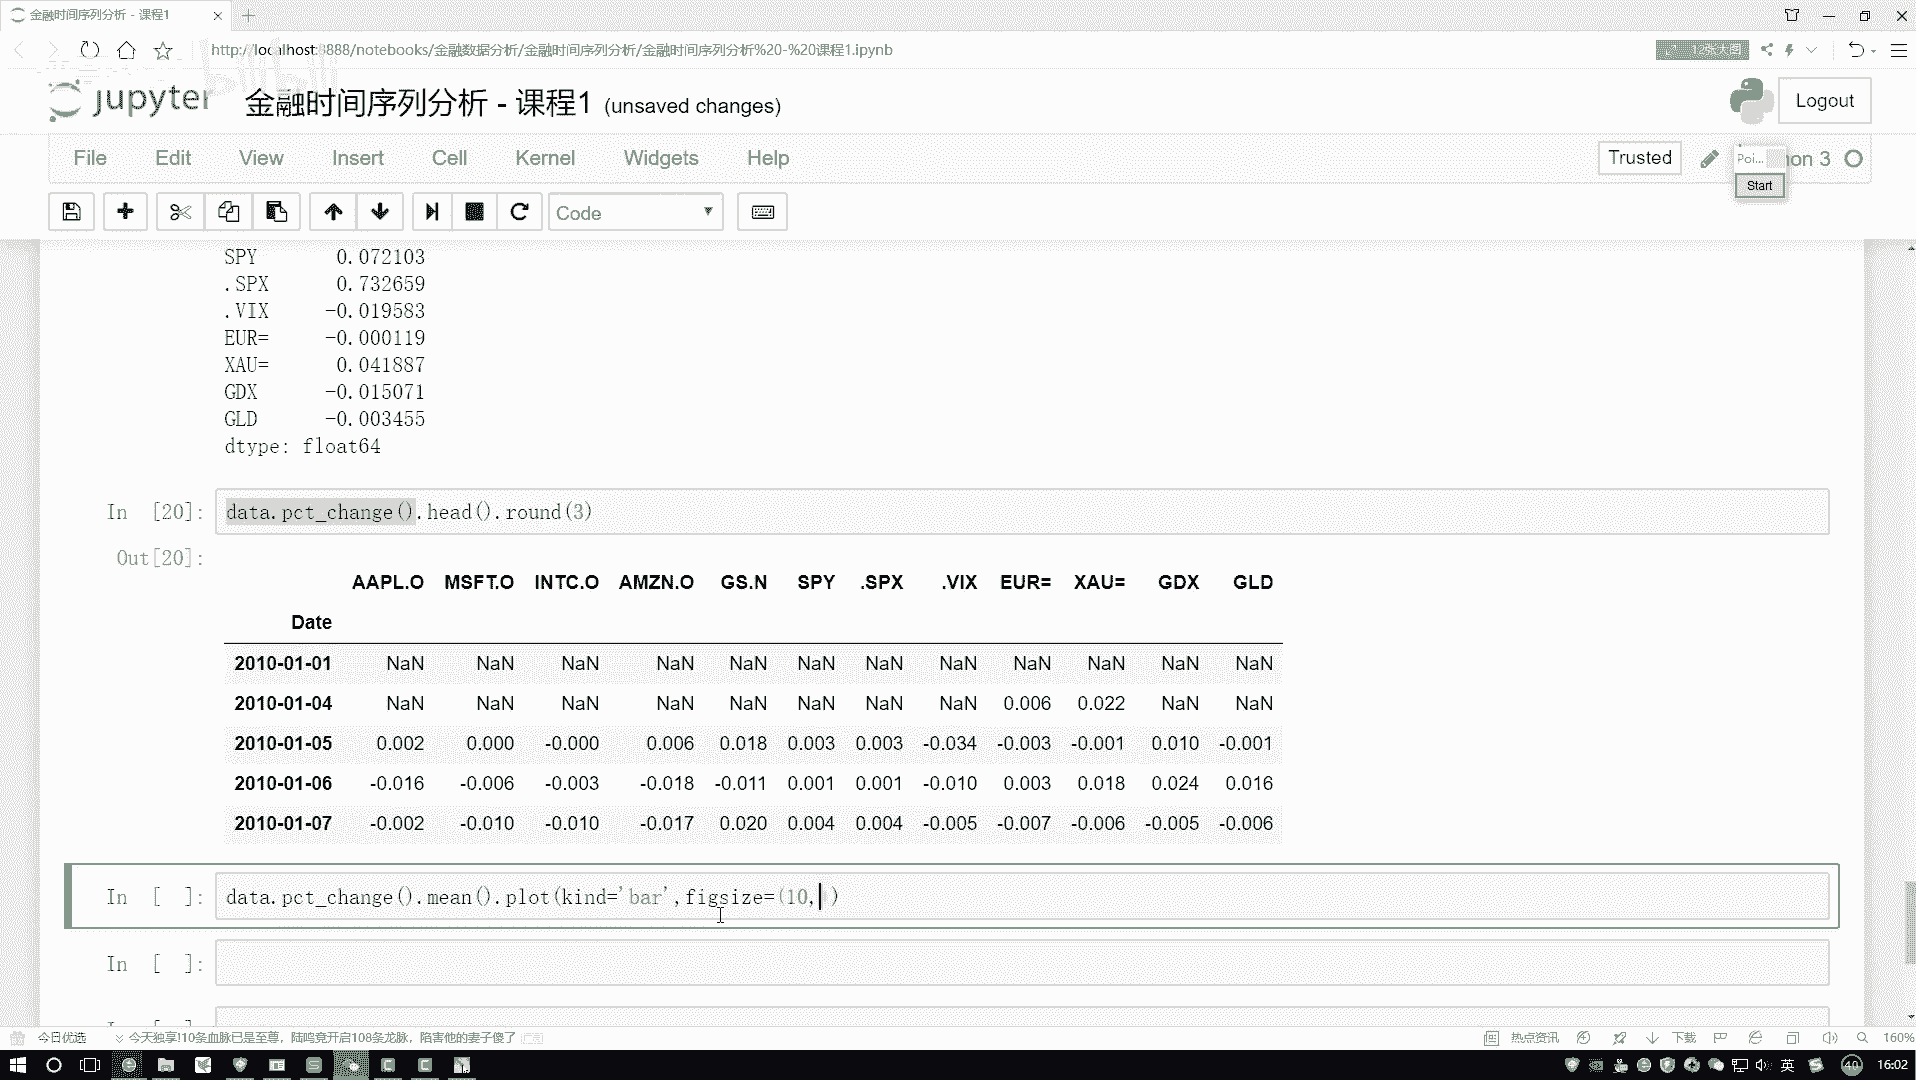 金融时间序列分析 - 课程1
http://localhost:8888/notebooks/金融数据分析/金融时间序列分析/金融时间序列分析%20-%20课程1.ipynb
12张大图
jupyter 金融时间序列分析 - 课程1 (unsaved changes)
Logout
File Edit View Insert Cell Kernel Widgets Help
Trusted
Poi... hon 3
Start
Code
SPY 0.072103
.SPX 0.732659
.VIX -0.019583
EUR= -0.000119
XAU= 0.041887
GDX -0.015071
GLD -0.003455
dtype: float64
In [20]: data.pct_change().head().round(3)
Out[20]:
AAPL.O MSFT.O INTC.O AMZN.O GS.N SPY .SPX .VIX EUR= XAU= GDX GLD
Date
2010-01-01 NaN NaN NaN NaN NaN NaN NaN NaN NaN NaN NaN NaN
2010-01-04 NaN NaN NaN NaN NaN NaN NaN NaN 0.006 0.022 NaN NaN
2010-01-05 0.002 0.000 -0.000 0.006 0.018 0.003 0.003 -0.034 -0.003 -0.001 0.010 -0.001
2010-01-06 -0.016 -0.006 -0.003 -0.018 -0.011 0.001 0.001 -0.010 0.003 0.018 0.024 0.016
2010-01-07 -0.002 -0.010 -0.010 -0.017 0.020 0.004 0.004 -0.005 -0.007 -0.006 -0.005 -0.006
In [ ]: data.pct_change().mean().plot(kind='bar',figsize=(10,)
In [ ]:
今日优选 今天独享!10条血脉已是至尊，陆鸣竟开启108条龙脉，陷害他的妻子傻了 热点资讯 下载 160%
英 40 16:02